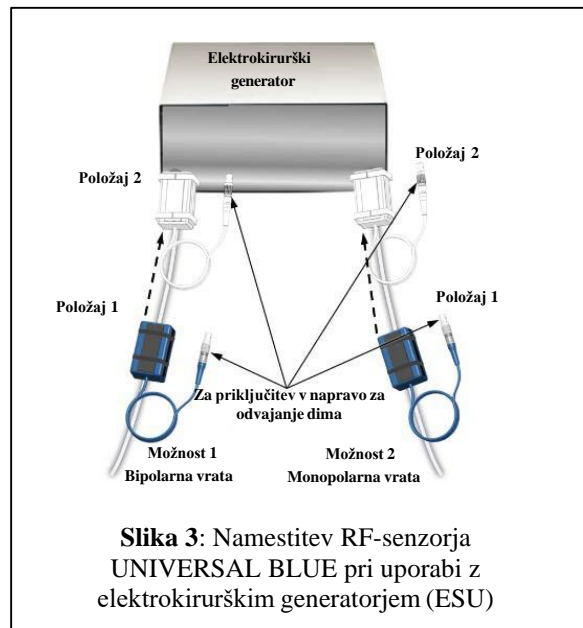 Elektrokirurški
generator
Položaj 2
Položaj 2
Položaj 1
Položaj 1
Za priključitev v napravo za
odvajanje dima
Možnost 1
Bipolarna vrata
Možnost 2
Monopolarna vrata
Slika 3: Namestitev RF-senzorja
UNIVERSAL BLUE pri uporabi z
elektrokirurškim generatorjem (ESU)